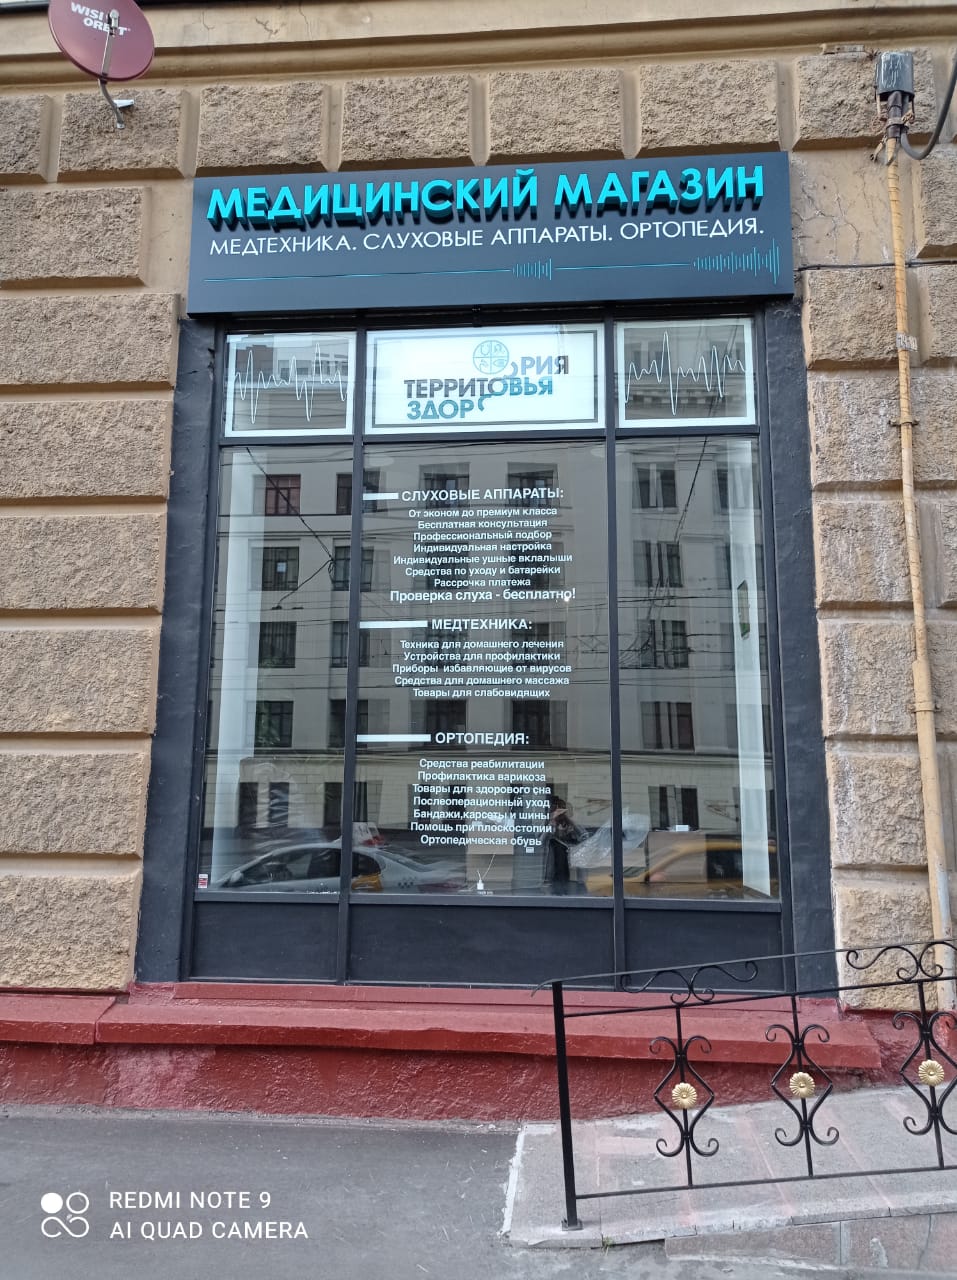 WISI
ORBIT
МЕДИЦИНСКИЙ МАГАЗИН
МЕДТЕХНИКА. СЛУХОВЫЕ АППАРАТЫ. ОРТОПЕДИЯ.
ТЕРРИТОРИЯ
ЗДОРОВЬЯ
СЛУХОВЫЕ АППАРАТЫ:
От эконом до премиум класса
Бесплатная консультация
Профессиональный подбор
Индивидуальная настройка
Индивидуальные ушные вклалыши
Средства по уходу и батарейки
Рассрочка платежа
Проверка слуха - бесплатно!
МЕДТЕХНИКА:
Техника для домашнего лечения
Устройства для профилактики
Приборы избавляющие от вирусов
Средства для домашнего массажа
Товары для слабовидящих
ОРТОПЕДИЯ:
Средства реабилитации
Профилактика варикоза
Товары для здорового сна
Послеоперационный уход
Бандажи,карсеты и шины
Помощь при плоскостопии
Ортопедическая обувь
REDMI NOTE 9
AI QUAD CAMERA